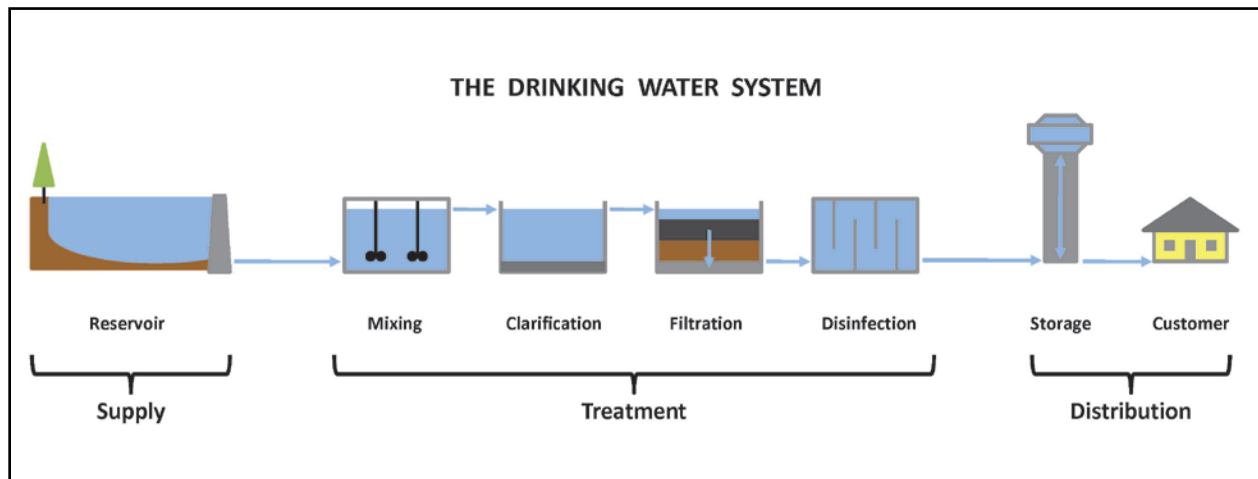 THE DRINKING WATER SYSTEM
Reservoir
Mixing
Clarification
Filtration
Disinfection
Storage
Customer
Supply
Treatment
Distribution